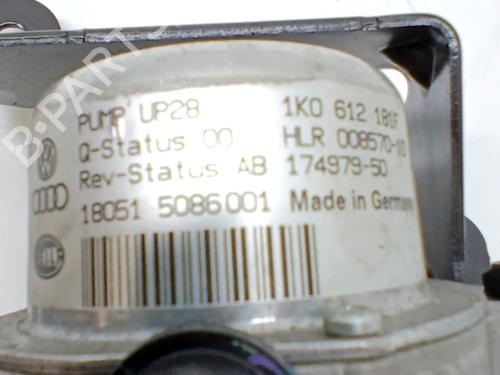 PUMP UP28 1K0 612 181F
Q-Status 00 HLR 008570-10
Rev-Status AB 174979-50
18051 5086001 Made in Germany